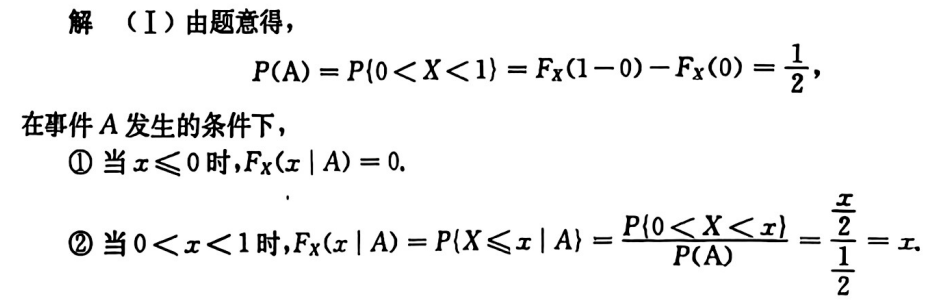 解 （Ⅰ）由题意得，
P(A) = P{0 < X < 1} = F_X(1-0) - F_X(0) = 1/2,
在事件 A 发生的条件下，
① 当 x ≤ 0 时, F_X(x | A) = 0.
② 当 0 < x < 1 时, F_X(x | A) = P{X ≤ x | A} = P{0 < X < x} / P(A) = (x/2) / (1/2) = x.